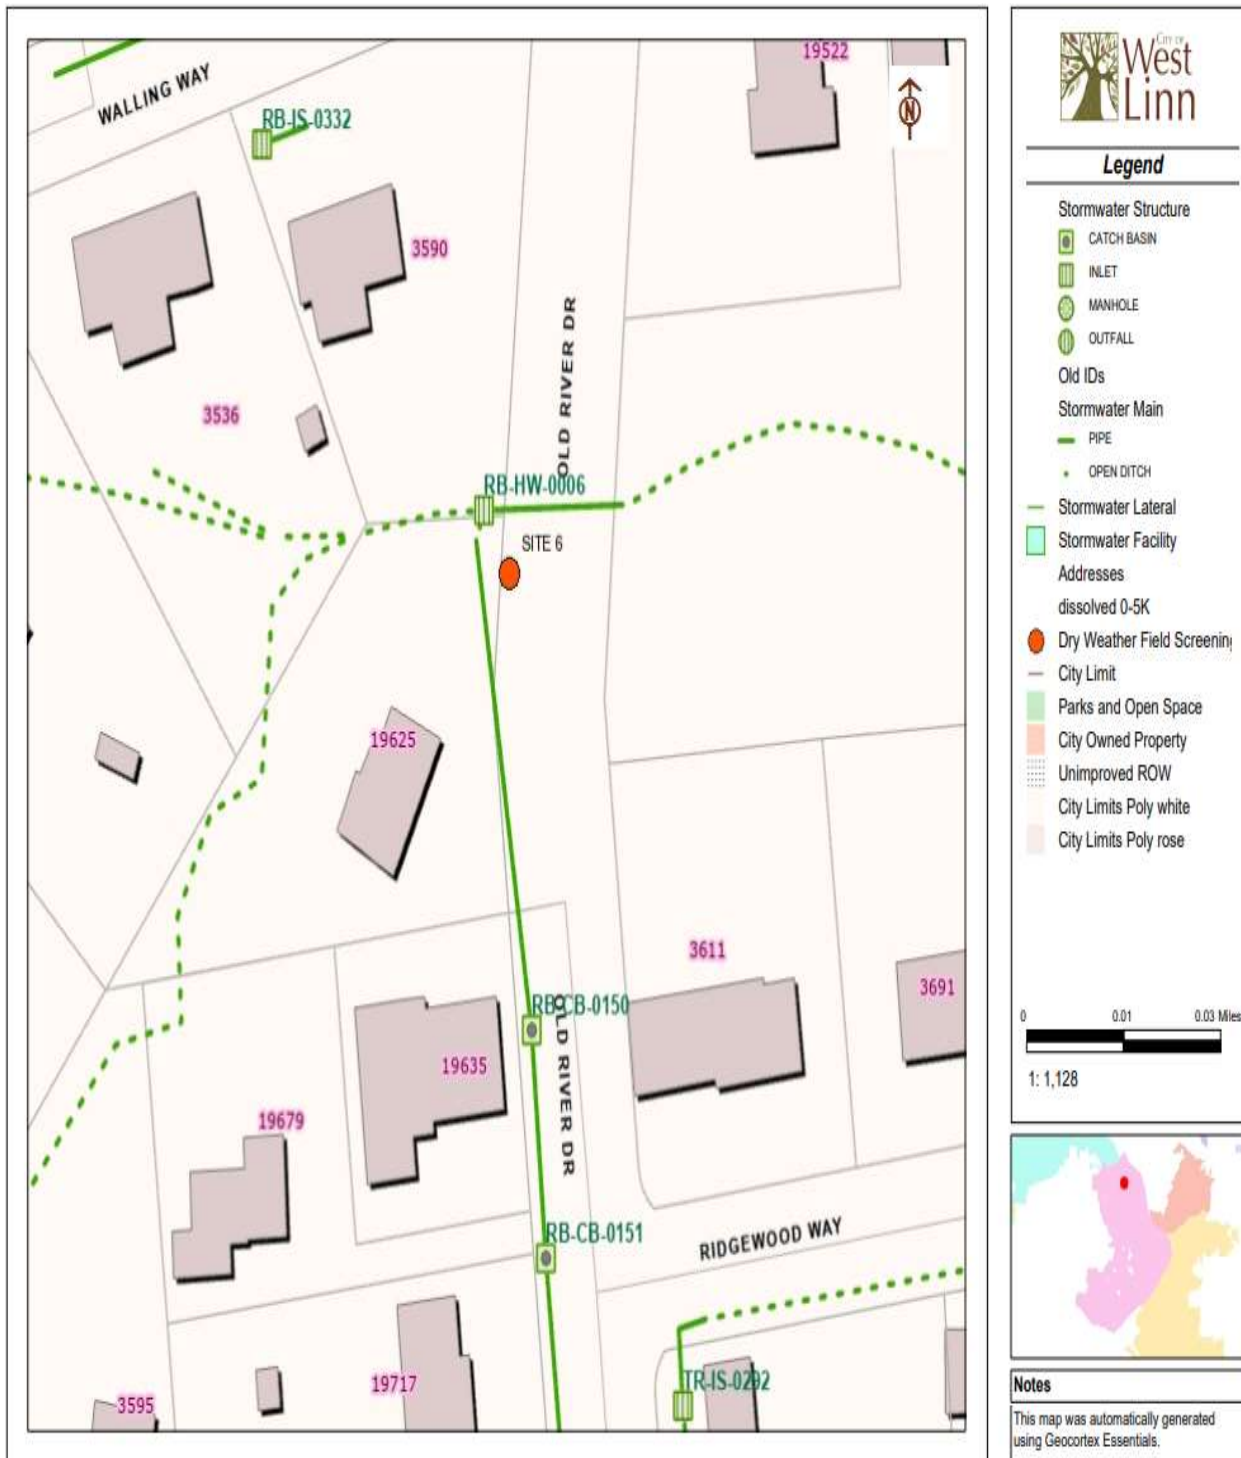 19522
WALLING WAY
N
RB-IS-0332
3590
OLD RIVER DR
3536
RB-HW-0006
SITE 6
19625
3611
3691
RB-CB-0150
OLD RIVER DR
19635
19679
RB-CB-0151
RIDGEWOOD WAY
19717
TR-IS-0292
3595
CITY OF
West
Linn
Legend
Stormwater Structure
CATCH BASIN
INLET
MANHOLE
OUTFALL
Old IDs
Stormwater Main
PIPE
OPEN DITCH
Stormwater Lateral
Stormwater Facility
Addresses
dissolved 0-5K
Dry Weather Field Screening
City Limit
Parks and Open Space
City Owned Property
Unimproved ROW
City Limits Poly white
City Limits Poly rose
0 0.01 0.03 Miles
1: 1,128
Notes
This map was automatically generated
using Geocortex Essentials.